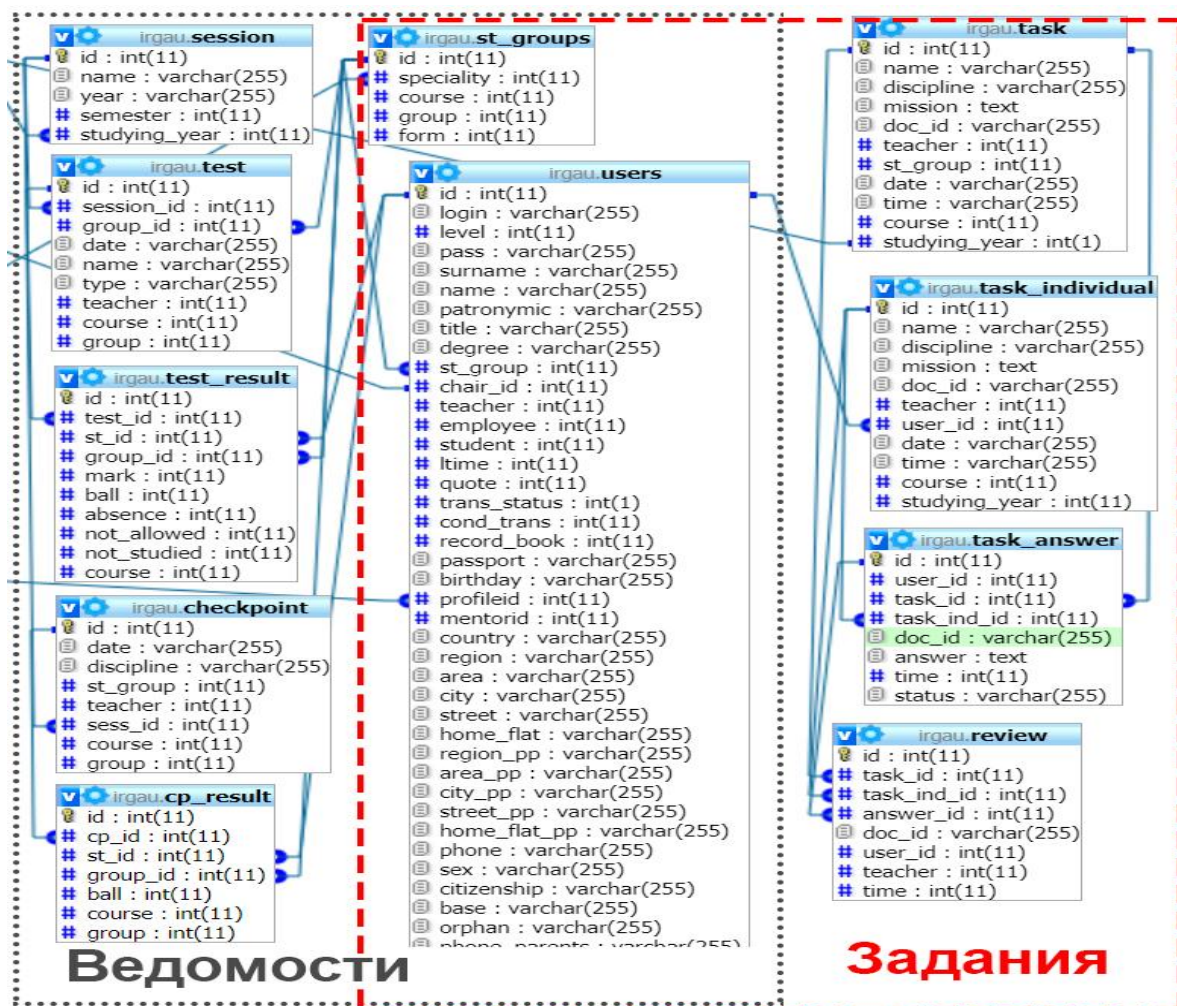 irgau.session
id : int(11)
name : varchar(255)
year : varchar(255)
semester : int(11)
studying_year : int(11)
irgau.test
id : int(11)
session_id : int(11)
group_id : int(11)
date : varchar(255)
name : varchar(255)
type : varchar(255)
teacher : int(11)
course : int(11)
group : int(11)
irgau.test_result
id : int(11)
test_id : int(11)
st_id : int(11)
group_id : int(11)
mark : int(11)
ball : int(11)
absence : int(11)
not_allowed : int(11)
not_studied : int(11)
course : int(11)
irgau.checkpoint
id : int(11)
date : varchar(255)
discipline : varchar(255)
st_group : int(11)
teacher : int(11)
sess_id : int(11)
course : int(11)
group : int(11)
irgau.cp_result
id : int(11)
cp_id : int(11)
st_id : int(11)
group_id : int(11)
ball : int(11)
course : int(11)
group : int(11)
irgau.st_groups
id : int(11)
speciality : int(11)
course : int(11)
group : int(11)
form : int(11)
irgau.users
id : int(11)
login : varchar(255)
level : int(11)
pass : varchar(255)
surname : varchar(255)
name : varchar(255)
patronymic : varchar(255)
title : varchar(255)
degree : varchar(255)
st_group : int(11)
chair_id : int(11)
teacher : int(11)
employee : int(11)
student : int(11)
ltime : int(11)
quote : int(11)
trans_status : int(1)
cond_trans : int(11)
record_book : int(11)
passport : varchar(255)
birthday : varchar(255)
profileid : int(11)
mentorid : int(11)
country : varchar(255)
region : varchar(255)
area : varchar(255)
city : varchar(255)
street : varchar(255)
home_flat : varchar(255)
region_pp : varchar(255)
area_pp : varchar(255)
city_pp : varchar(255)
street_pp : varchar(255)
home_flat_pp : varchar(255)
phone : varchar(255)
sex : varchar(255)
citizenship : varchar(255)
base : varchar(255)
orphan : varchar(255)
phone_parents : varchar(255)
irgau.task
id : int(11)
name : varchar(255)
discipline : varchar(255)
mission : text
doc_id : varchar(255)
teacher : int(11)
st_group : int(11)
date : varchar(255)
time : varchar(255)
course : int(11)
studying_year : int(1)
irgau.task_individual
id : int(11)
name : varchar(255)
discipline : varchar(255)
mission : text
doc_id : varchar(255)
teacher : int(11)
user_id : int(11)
date : varchar(255)
time : varchar(255)
course : int(11)
studying_year : int(11)
irgau.task_answer
id : int(11)
user_id : int(11)
task_id : int(11)
task_ind_id : int(11)
doc_id : varchar(255)
answer : text
time : int(11)
status : varchar(255)
irgau.review
id : int(11)
task_id : int(11)
task_ind_id : int(11)
answer_id : int(11)
doc_id : varchar(255)
user_id : int(11)
teacher : int(11)
time : int(11)
Ведомости
Задания